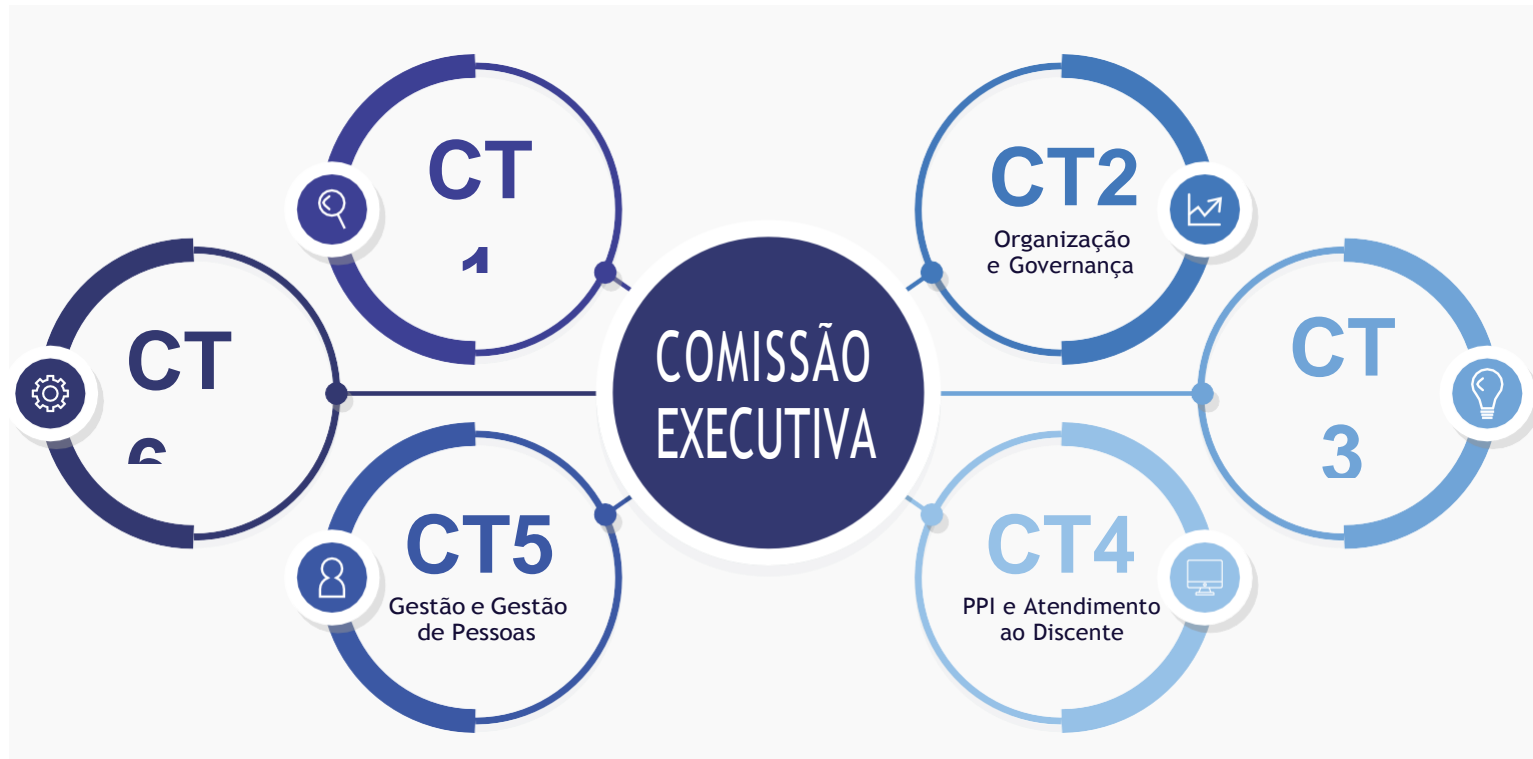 CT
1
CT2
Organização
e Governança
CT
3
COMISSÃO
EXECUTIVA
CT
6
CT5
Gestão e Gestão
de Pessoas
CT4
PPI e Atendimento
ao Discente